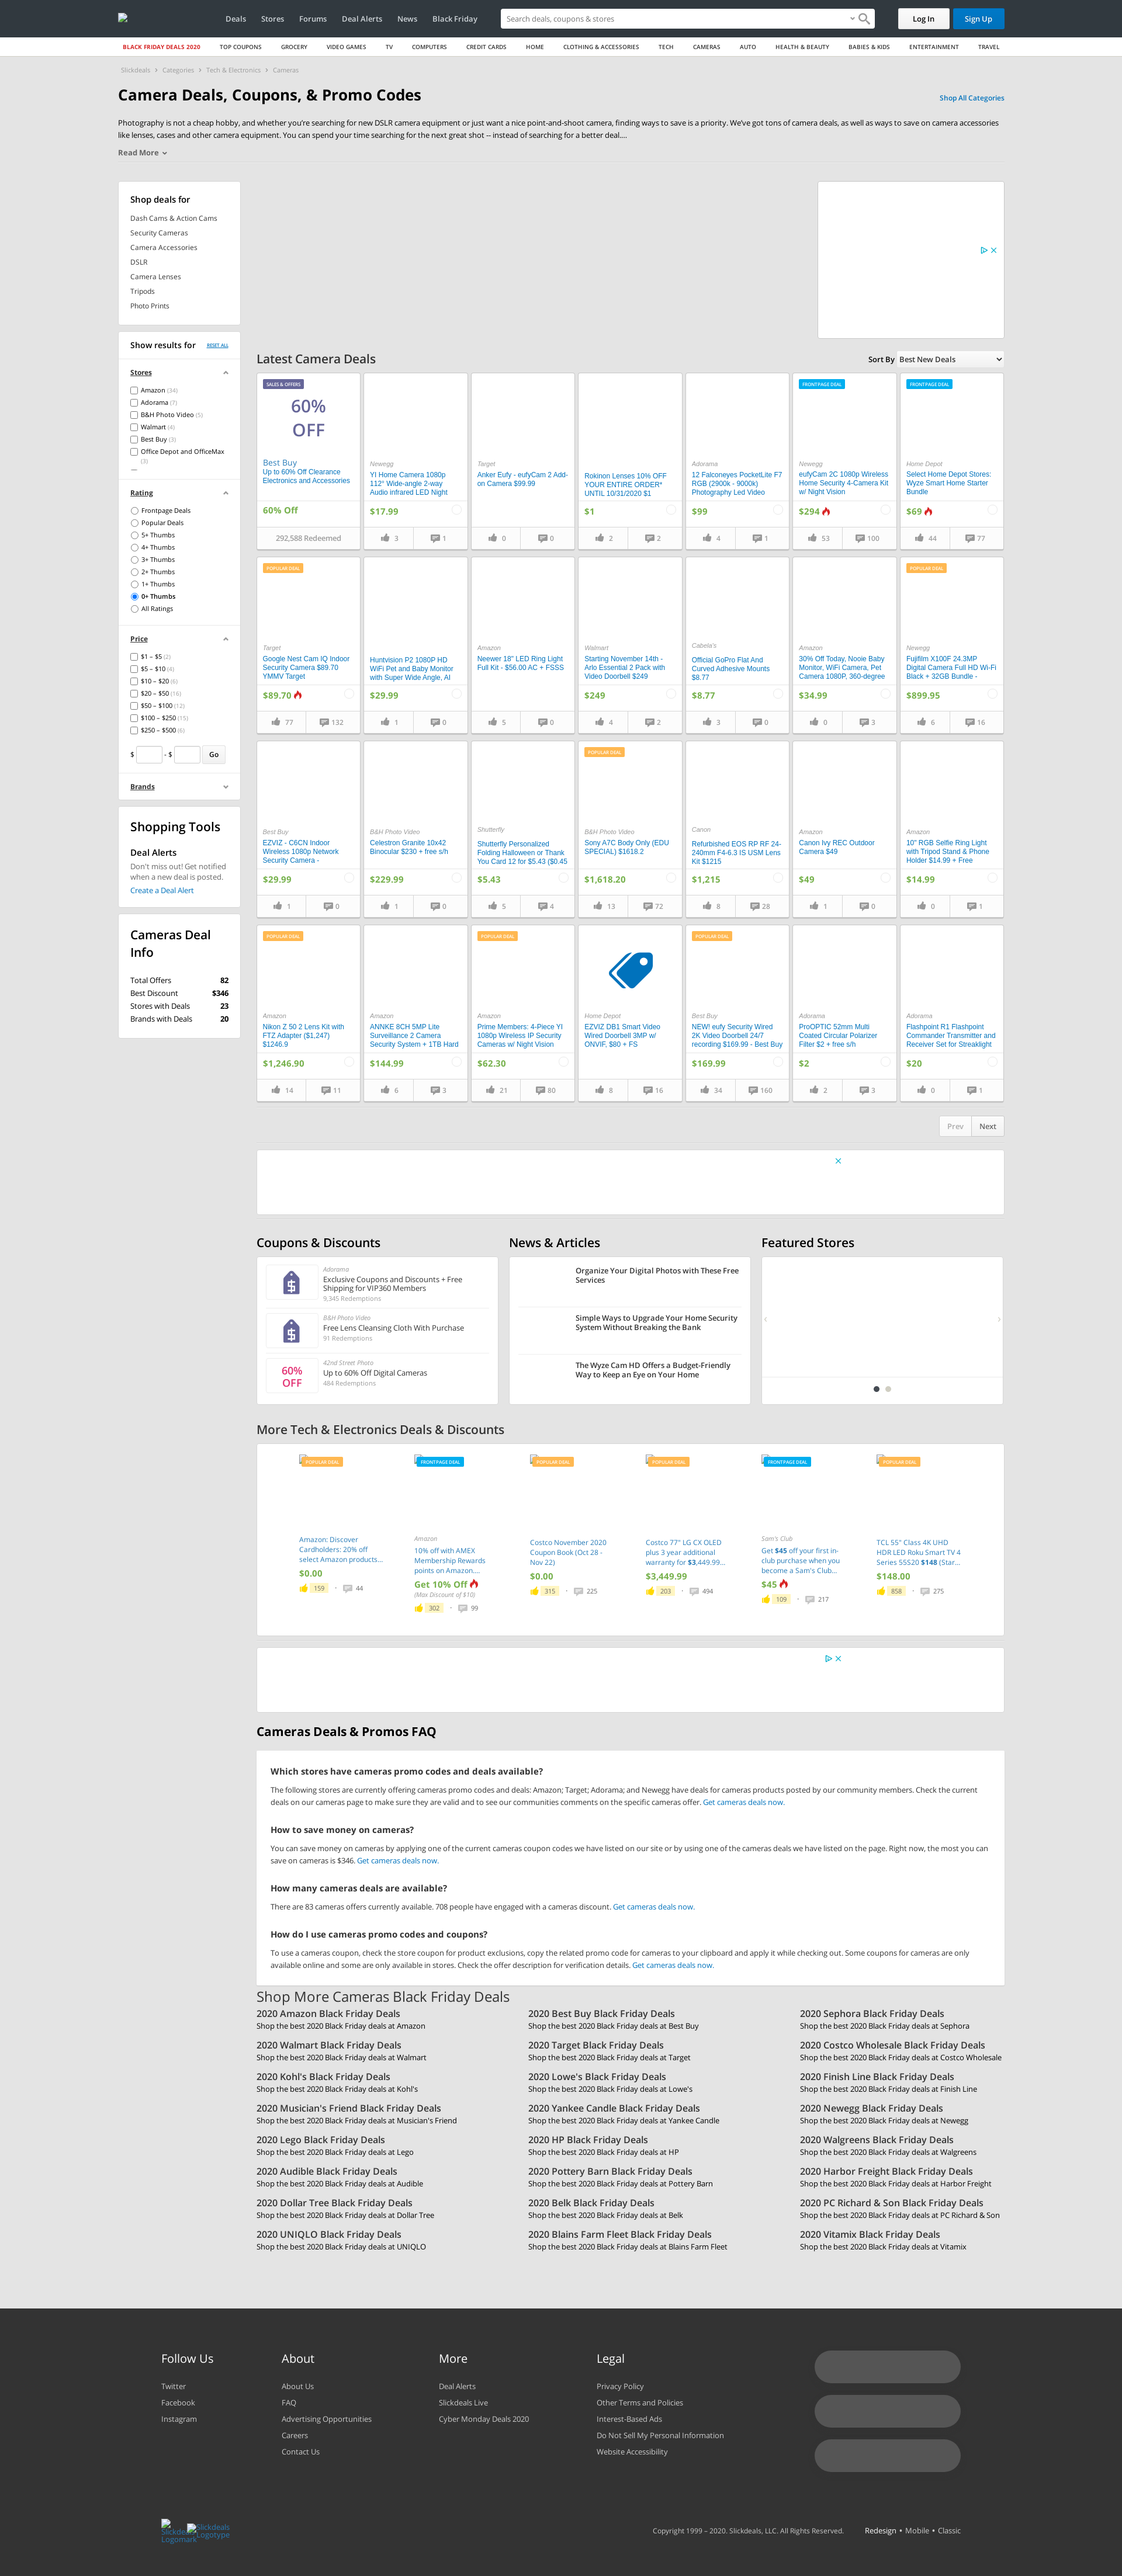 Deals
Stores
Forums
Deal Alerts
News
Black Friday
Search deals, coupons & stores
Log In
Sign Up
BLACK FRIDAY DEALS 2020
TOP COUPONS
GROCERY
VIDEO GAMES
TV
COMPUTERS
CREDIT CARDS
HOME
CLOTHING & ACCESSORIES
TECH
CAMERAS
AUTO
HEALTH & BEAUTY
BABIES & KIDS
ENTERTAINMENT
TRAVEL
Slickdeals > Categories > Tech & Electronics > Cameras
Camera Deals, Coupons, & Promo Codes
Shop All Categories
Photography is not a cheap hobby, and whether you're searching for new DSLR camera equipment or just want a nice point-and-shoot camera, finding ways to save is a priority. We've got tons of camera deals, as well as ways to save on camera accessories
like lenses, cases and other camera equipment. You can spend your time searching for the next great shot -- instead of searching for a better deal....
Read More
Shop deals for
Dash Cams & Action Cams
Security Cameras
Camera Accessories
DSLR
Camera Lenses
Tripods
Photo Prints
Show results for
RESET ALL
Stores
Amazon (34)
Adorama (7)
B&H Photo Video (5)
Walmart (4)
Best Buy (3)
Office Depot and OfficeMax
(3)
Rating
Frontpage Deals
Popular Deals
5+ Thumbs
4+ Thumbs
3+ Thumbs
2+ Thumbs
1+ Thumbs
0+ Thumbs
All Ratings
Price
$1 – $5 (2)
$5 – $10 (4)
$10 – $20 (6)
$20 – $50 (16)
$50 – $100 (12)
$100 – $250 (15)
$250 – $500 (6)
$ - $ Go
Brands
Shopping Tools
Deal Alerts
Don't miss out! Get notified
when a new deal is posted.
Create a Deal Alert
Cameras Deal
Info
Total Offers 82
Best Discount $346
Stores with Deals 23
Brands with Deals 20
Latest Camera Deals
Sort By Best New Deals
SALES & OFFERS
60%
OFF
Best Buy
Up to 60% Off Clearance
Electronics and Accessories
60% Off
292,588 Redeemed
Newegg
YI Home Camera 1080p
112° Wide-angle 2-way
Audio infrared LED Night
$17.99
3 1
Target
Anker Eufy - eufyCam 2 Add-
on Camera $99.99
0 0
Rokinon Lenses 10% OFF
YOUR ENTIRE ORDER*
UNTIL 10/31/2020 $1
$1
2 2
Adorama
12 Falconeyes PocketLite F7
RGB (2900k - 9000k)
Photography Led Video
$99
4 1
FRONTPAGE DEAL
Newegg
eufyCam 2C 1080p Wireless
Home Security 4-Camera Kit
w/ Night Vision
$294
53 100
FRONTPAGE DEAL
Home Depot
Select Home Depot Stores:
Wyze Smart Home Starter
Bundle
$69
44 77
POPULAR DEAL
Target
Google Nest Cam IQ Indoor
Security Camera $89.70
YMMV Target
$89.70
77 132
Huntvision P2 1080P HD
WiFi Pet and Baby Monitor
with Super Wide Angle, AI
$29.99
1 0
Amazon
Neewer 18" LED Ring Light
Full Kit - $56.00 AC + FSSS
5 0
Walmart
Starting November 14th -
Arlo Essential 2 Pack with
Video Doorbell $249
$249
4 2
Cabela's
Official GoPro Flat And
Curved Adhesive Mounts
$8.77
$8.77
3 0
Amazon
30% Off Today, Nooie Baby
Monitor, WiFi Camera, Pet
Camera 1080P, 360-degree
$34.99
0 3
POPULAR DEAL
Newegg
Fujifilm X100F 24.3MP
Digital Camera Full HD Wi-Fi
Black + 32GB Bundle -
$899.95
6 16
Best Buy
EZVIZ - C6CN Indoor
Wireless 1080p Network
Security Camera -
$29.99
1 0
B&H Photo Video
Celestron Granite 10x42
Binocular $230 + free s/h
$229.99
1 0
Shutterfly
Shutterfly Personalized
Folding Halloween or Thank
You Card 12 for $5.43 ($0.45
$5.43
5 4
POPULAR DEAL
B&H Photo Video
Sony A7C Body Only (EDU
SPECIAL) $1618.2
$1,618.20
13 72
Canon
Refurbished EOS RP RF 24-
240mm F4-6.3 IS USM Lens
Kit $1215
$1,215
8 28
Amazon
Canon Ivy REC Outdoor
Camera $49
$49
1 0
Amazon
10" RGB Selfie Ring Light
with Tripod Stand & Phone
Holder $14.99 + Free
$14.99
0 1
POPULAR DEAL
Amazon
Nikon Z 50 2 Lens Kit with
FTZ Adapter ($1,247)
$1246.9
$1,246.90
14 11
Amazon
ANNKE 8CH 5MP Lite
Surveillance 2 Camera
Security System + 1TB Hard
$144.99
6 3
POPULAR DEAL
Amazon
Prime Members: 4-Piece YI
1080p Wireless IP Security
Cameras w/ Night Vision
$62.30
21 80
Home Depot
EZVIZ DB1 Smart Video
Wired Doorbell 3MP w/
ONVIF, $80 + FS
8 16
POPULAR DEAL
Best Buy
NEW! eufy Security Wired
2K Video Doorbell 24/7
recording $169.99 - Best Buy
$169.99
34 160
Adorama
ProOPTIC 52mm Multi
Coated Circular Polarizer
Filter $2 + free s/h
$2
2 3
Adorama
Flashpoint R1 Flashpoint
Commander Transmitter and
Receiver Set for Streaklight
$20
0 1
Prev
Next
Coupons & Discounts
Adorama
Exclusive Coupons and Discounts + Free
Shipping for VIP360 Members
9,345 Redemptions
B&H Photo Video
Free Lens Cleansing Cloth With Purchase
91 Redemptions
60%
OFF
42nd Street Photo
Up to 60% Off Digital Cameras
484 Redemptions
News & Articles
Organize Your Digital Photos with These Free
Services
Simple Ways to Upgrade Your Home Security
System Without Breaking the Bank
The Wyze Cam HD Offers a Budget-Friendly
Way to Keep an Eye on Your Home
Featured Stores
More Tech & Electronics Deals & Discounts
POPULAR DEAL
Amazon: Discover
Cardholders: 20% off
select Amazon products...
$0.00
159 44
FRONTPAGE DEAL
Amazon
10% off with AMEX
Membership Rewards
points on Amazon....
Get 10% Off
(Max Discount of $10)
302 99
POPULAR DEAL
Costco November 2020
Coupon Book (Oct 28 -
Nov 22)
$0.00
315 225
POPULAR DEAL
Costco 77" LG CX OLED
plus 3 year additional
warranty for $3,449.99...
$3,449.99
203 494
FRONTPAGE DEAL
Sam's Club
Get $45 off your first in-
club purchase when you
become a Sam's Club...
$45
109 217
POPULAR DEAL
TCL 55" Class 4K UHD
HDR LED Roku Smart TV 4
Series 55S20 $148 (Star...
$148.00
858 275
Cameras Deals & Promos FAQ
Which stores have cameras promo codes and deals available?
The following stores are currently offering cameras promo codes and deals: Amazon; Target; Adorama; and Newegg have deals for cameras products posted by our community members. Check the current
deals on our cameras page to make sure they are valid and to see our communities comments on the specific cameras offer. Get cameras deals now.
How to save money on cameras?
You can save money on cameras by applying one of the current cameras coupon codes we have listed on our site or by using one of the cameras deals we have listed on the page. Right now, the most you can
save on cameras is $346. Get cameras deals now.
How many cameras deals are available?
There are 83 cameras offers currently available. 708 people have engaged with a cameras discount. Get cameras deals now.
How do I use cameras promo codes and coupons?
To use a cameras coupon, check the store coupon for product exclusions, copy the related promo code for cameras to your clipboard and apply it while checking out. Some coupons for cameras are only
available online and some are only available in stores. Check the offer description for verification details. Get cameras deals now.
Shop More Cameras Black Friday Deals
2020 Amazon Black Friday Deals
Shop the best 2020 Black Friday deals at Amazon
2020 Best Buy Black Friday Deals
Shop the best 2020 Black Friday deals at Best Buy
2020 Sephora Black Friday Deals
Shop the best 2020 Black Friday deals at Sephora
2020 Walmart Black Friday Deals
Shop the best 2020 Black Friday deals at Walmart
2020 Target Black Friday Deals
Shop the best 2020 Black Friday deals at Target
2020 Costco Wholesale Black Friday Deals
Shop the best 2020 Black Friday deals at Costco Wholesale
2020 Kohl's Black Friday Deals
Shop the best 2020 Black Friday deals at Kohl's
2020 Lowe's Black Friday Deals
Shop the best 2020 Black Friday deals at Lowe's
2020 Finish Line Black Friday Deals
Shop the best 2020 Black Friday deals at Finish Line
2020 Musician's Friend Black Friday Deals
Shop the best 2020 Black Friday deals at Musician's Friend
2020 Yankee Candle Black Friday Deals
Shop the best 2020 Black Friday deals at Yankee Candle
2020 Newegg Black Friday Deals
Shop the best 2020 Black Friday deals at Newegg
2020 Lego Black Friday Deals
Shop the best 2020 Black Friday deals at Lego
2020 HP Black Friday Deals
Shop the best 2020 Black Friday deals at HP
2020 Walgreens Black Friday Deals
Shop the best 2020 Black Friday deals at Walgreens
2020 Audible Black Friday Deals
Shop the best 2020 Black Friday deals at Audible
2020 Pottery Barn Black Friday Deals
Shop the best 2020 Black Friday deals at Pottery Barn
2020 Harbor Freight Black Friday Deals
Shop the best 2020 Black Friday deals at Harbor Freight
2020 Dollar Tree Black Friday Deals
Shop the best 2020 Black Friday deals at Dollar Tree
2020 Belk Black Friday Deals
Shop the best 2020 Black Friday deals at Belk
2020 PC Richard & Son Black Friday Deals
Shop the best 2020 Black Friday deals at PC Richard & Son
2020 UNIQLO Black Friday Deals
Shop the best 2020 Black Friday deals at UNIQLO
2020 Blains Farm Fleet Black Friday Deals
Shop the best 2020 Black Friday deals at Blains Farm Fleet
2020 Vitamix Black Friday Deals
Shop the best 2020 Black Friday deals at Vitamix
Follow Us
Twitter
Facebook
Instagram
About
About Us
FAQ
Advertising Opportunities
Careers
Contact Us
More
Deal Alerts
Slickdeals Live
Cyber Monday Deals 2020
Legal
Privacy Policy
Other Terms and Policies
Interest-Based Ads
Do Not Sell My Personal Information
Website Accessibility
Slickdeals
Logomark
Slickdeals
Logotype
Copyright 1999 – 2020. Slickdeals, LLC. All Rights Reserved.
Redesign • Mobile • Classic